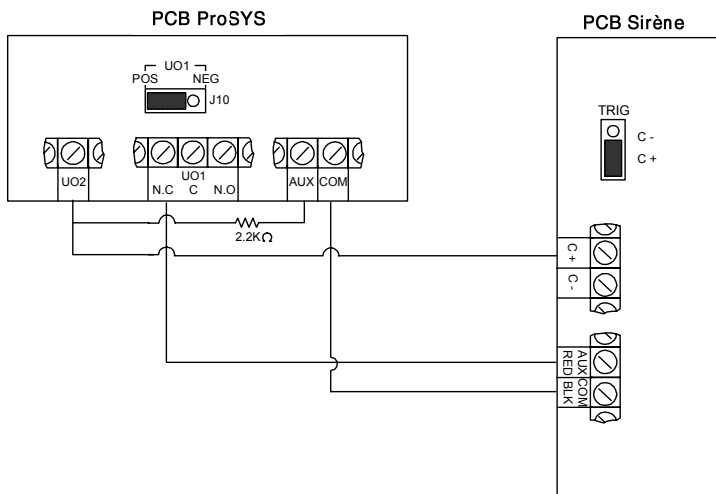 PCB ProSYS
PCB Sirène
UO1
POS NEG
J10
TRIG
C -
C +
UO2
UO1
N.C C N.O
AUX COM
2.2KΩ
C +
C -
AUX
RED
COM
BLK